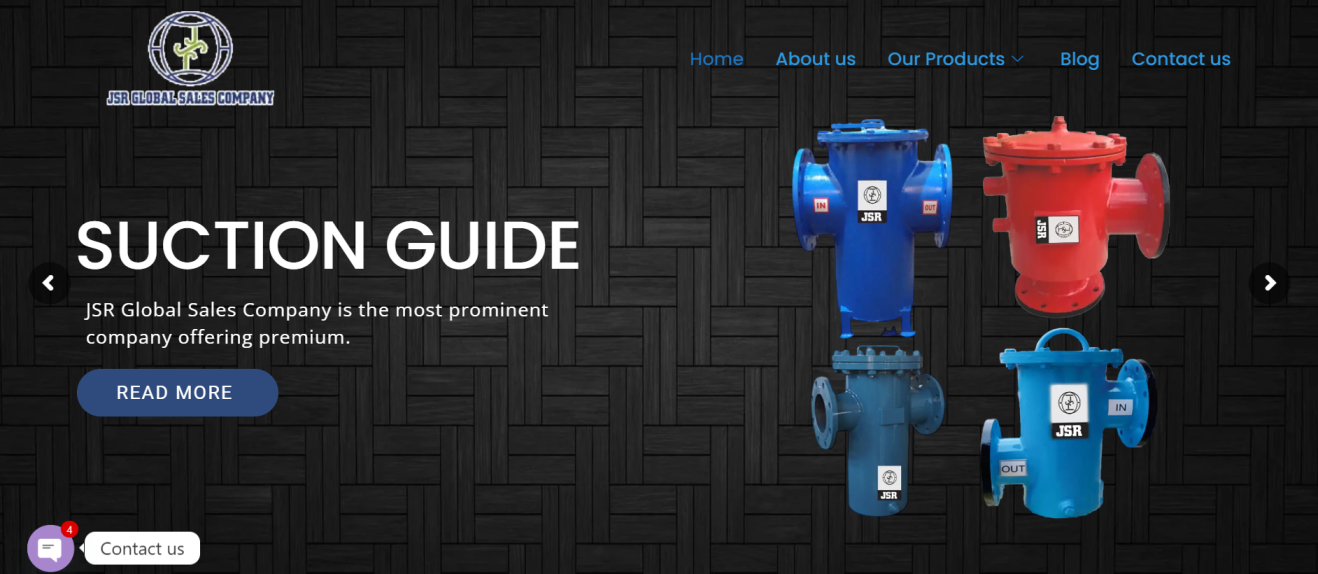 JSR GLOBAL SALES COMPANY
Home About us Our Products Blog Contact us
SUCTION GUIDE
JSR Global Sales Company is the most prominent
company offering premium.
READ MORE
IN
OUT
JSR
JSR
JSR
IN
JSR
OUT
4
Contact us